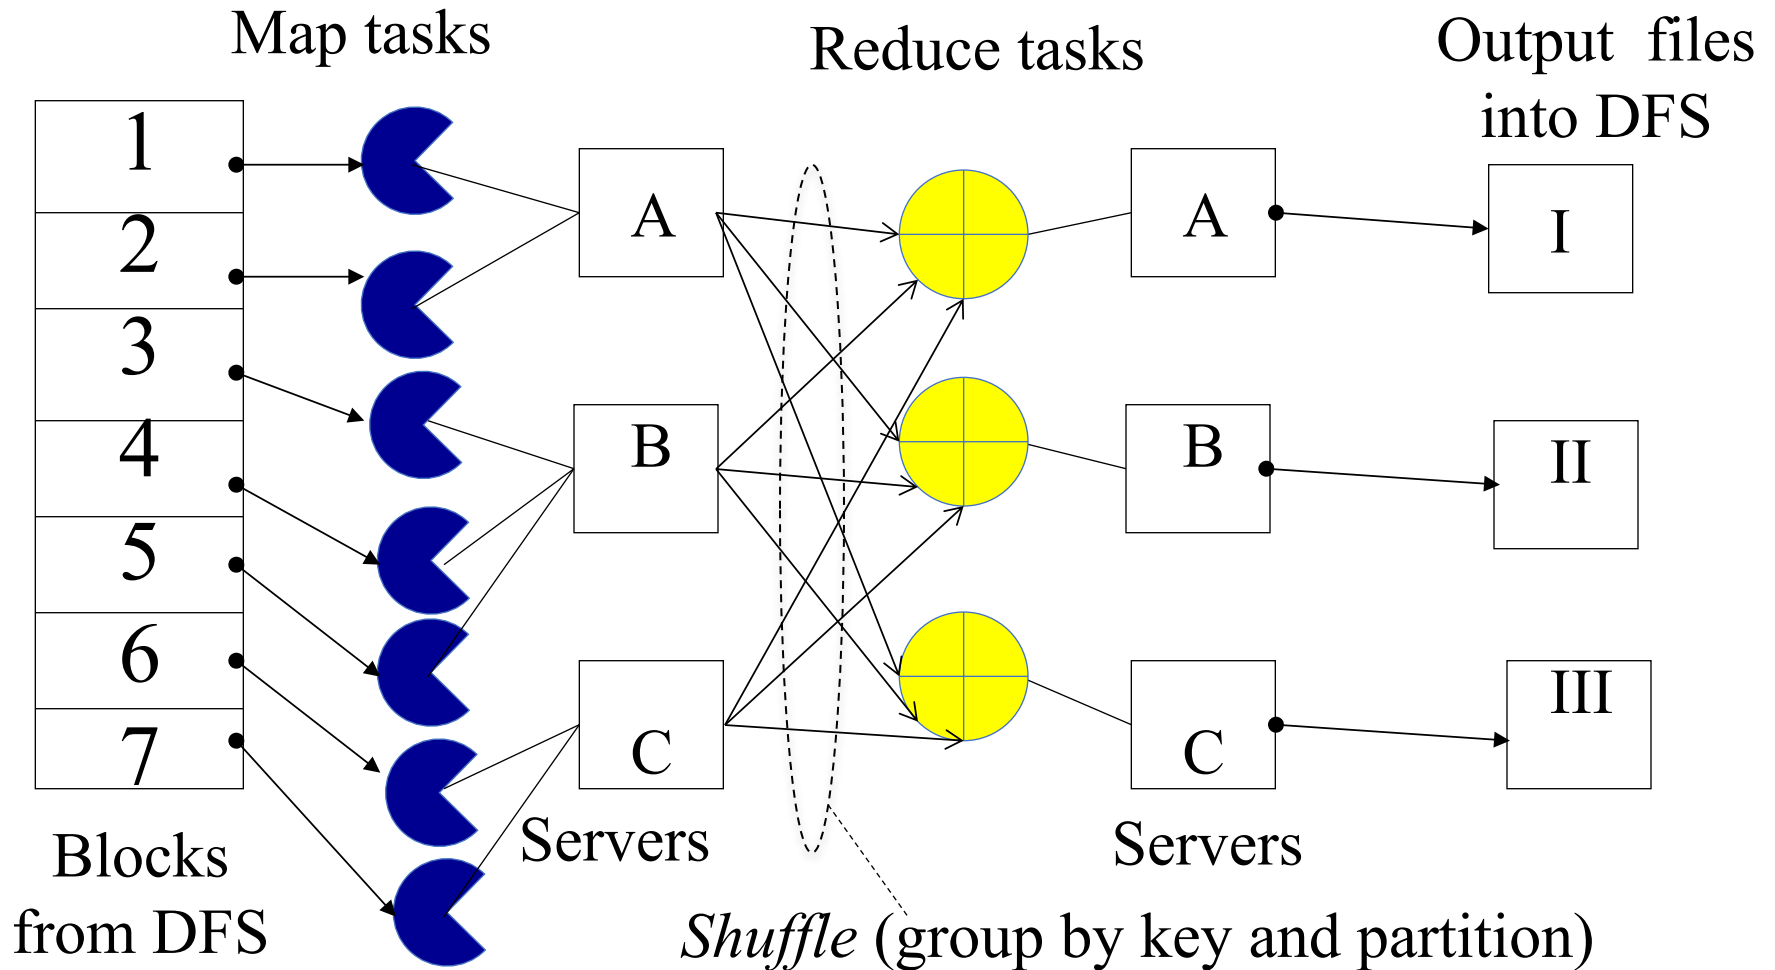 Map tasks
Reduce tasks
Output files
into DFS
1
2
3
4
5
6
7
A
B
C
A
B
C
I
II
III
Blocks
from DFS
Servers
Servers
Shuffle (group by key and partition)